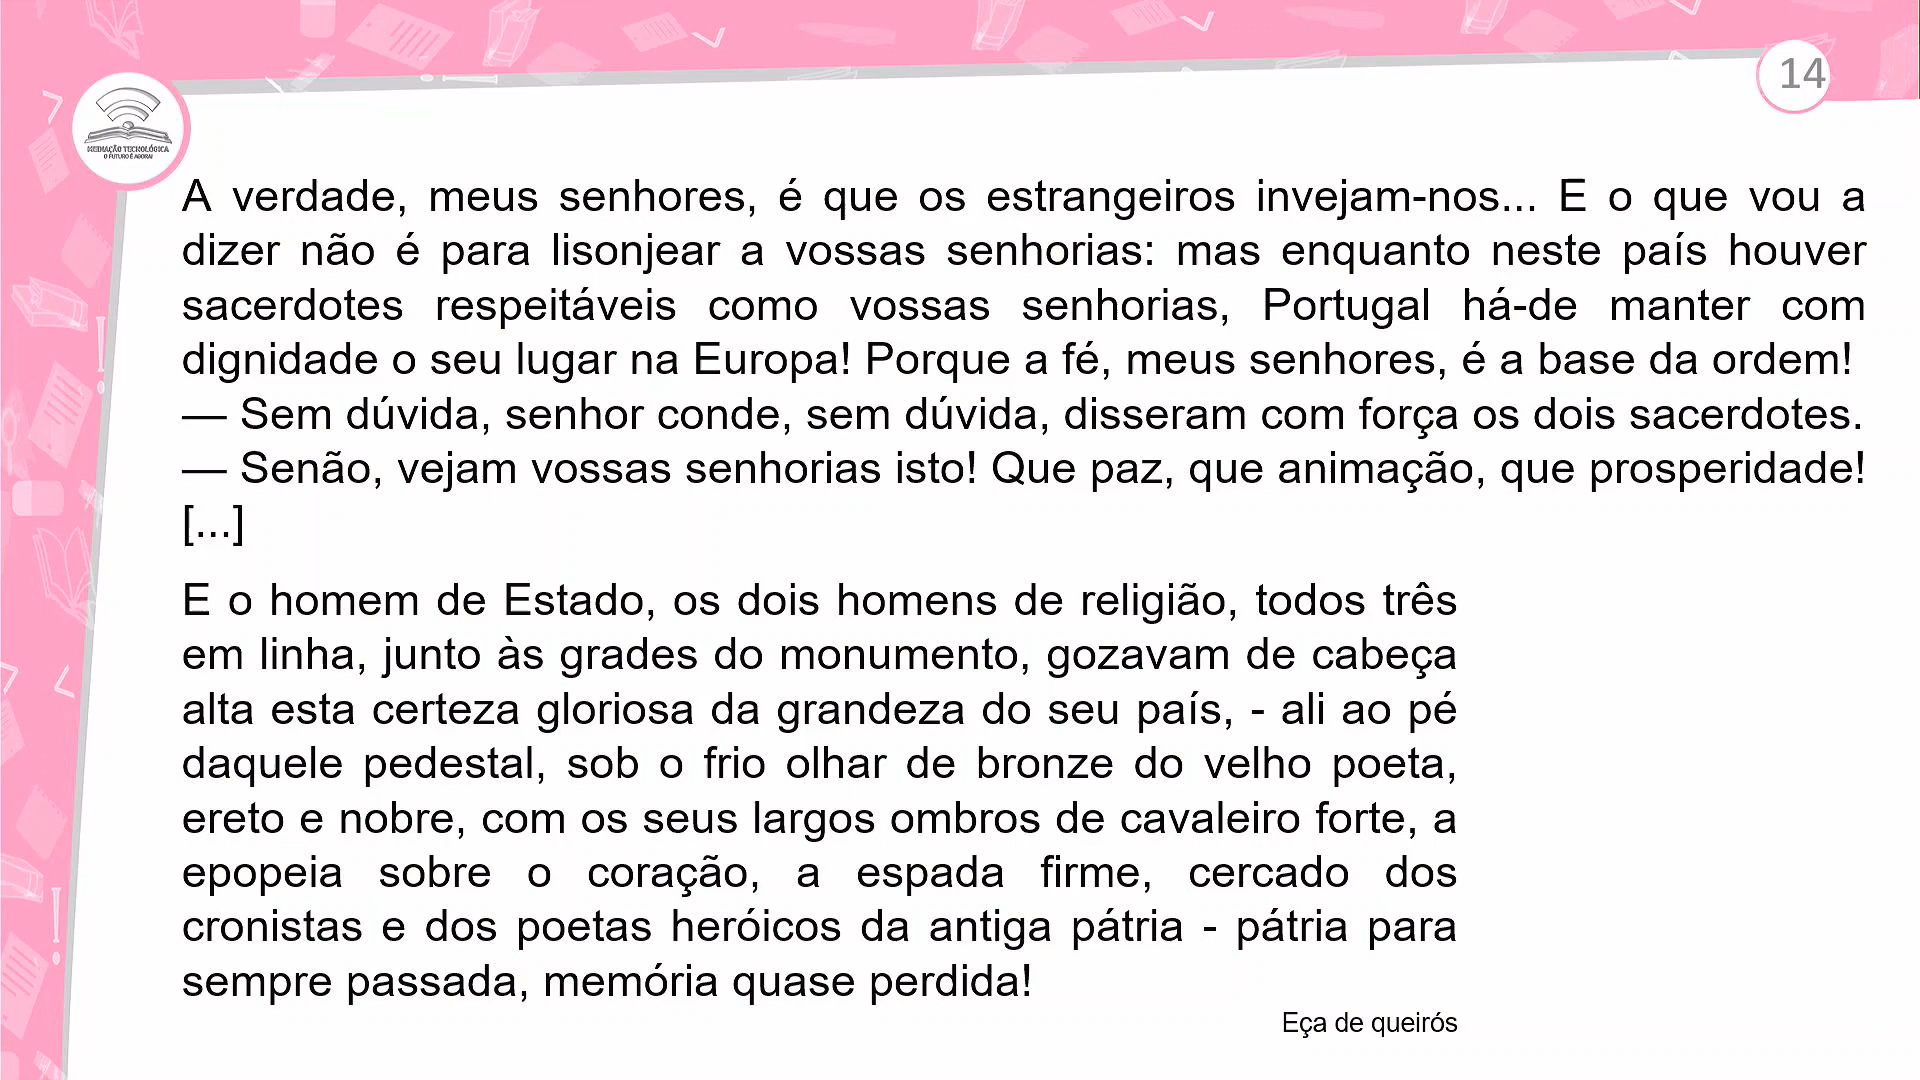 14
MEDIAÇÃO TECNOLÓGICA
O FUTURO É AGORA!
A verdade, meus senhores, é que os estrangeiros invejam-nos... E o que vou a
dizer não é para lisonjear a vossas senhorias: mas enquanto neste país houver
sacerdotes respeitáveis como vossas senhorias, Portugal há-de manter com
dignidade o seu lugar na Europa! Porque a fé, meus senhores, é a base da ordem!
— Sem dúvida, senhor conde, sem dúvida, disseram com força os dois sacerdotes.
— Senão, vejam vossas senhorias isto! Que paz, que animação, que prosperidade!
[...]
E o homem de Estado, os dois homens de religião, todos três
em linha, junto às grades do monumento, gozavam de cabeça
alta esta certeza gloriosa da grandeza do seu país, - ali ao pé
daquele pedestal, sob o frio olhar de bronze do velho poeta,
ereto e nobre, com os seus largos ombros de cavaleiro forte, a
epopeia sobre o coração, a espada firme, cercado dos
cronistas e dos poetas heróicos da antiga pátria - pátria para
sempre passada, memória quase perdida!
Eça de queirós